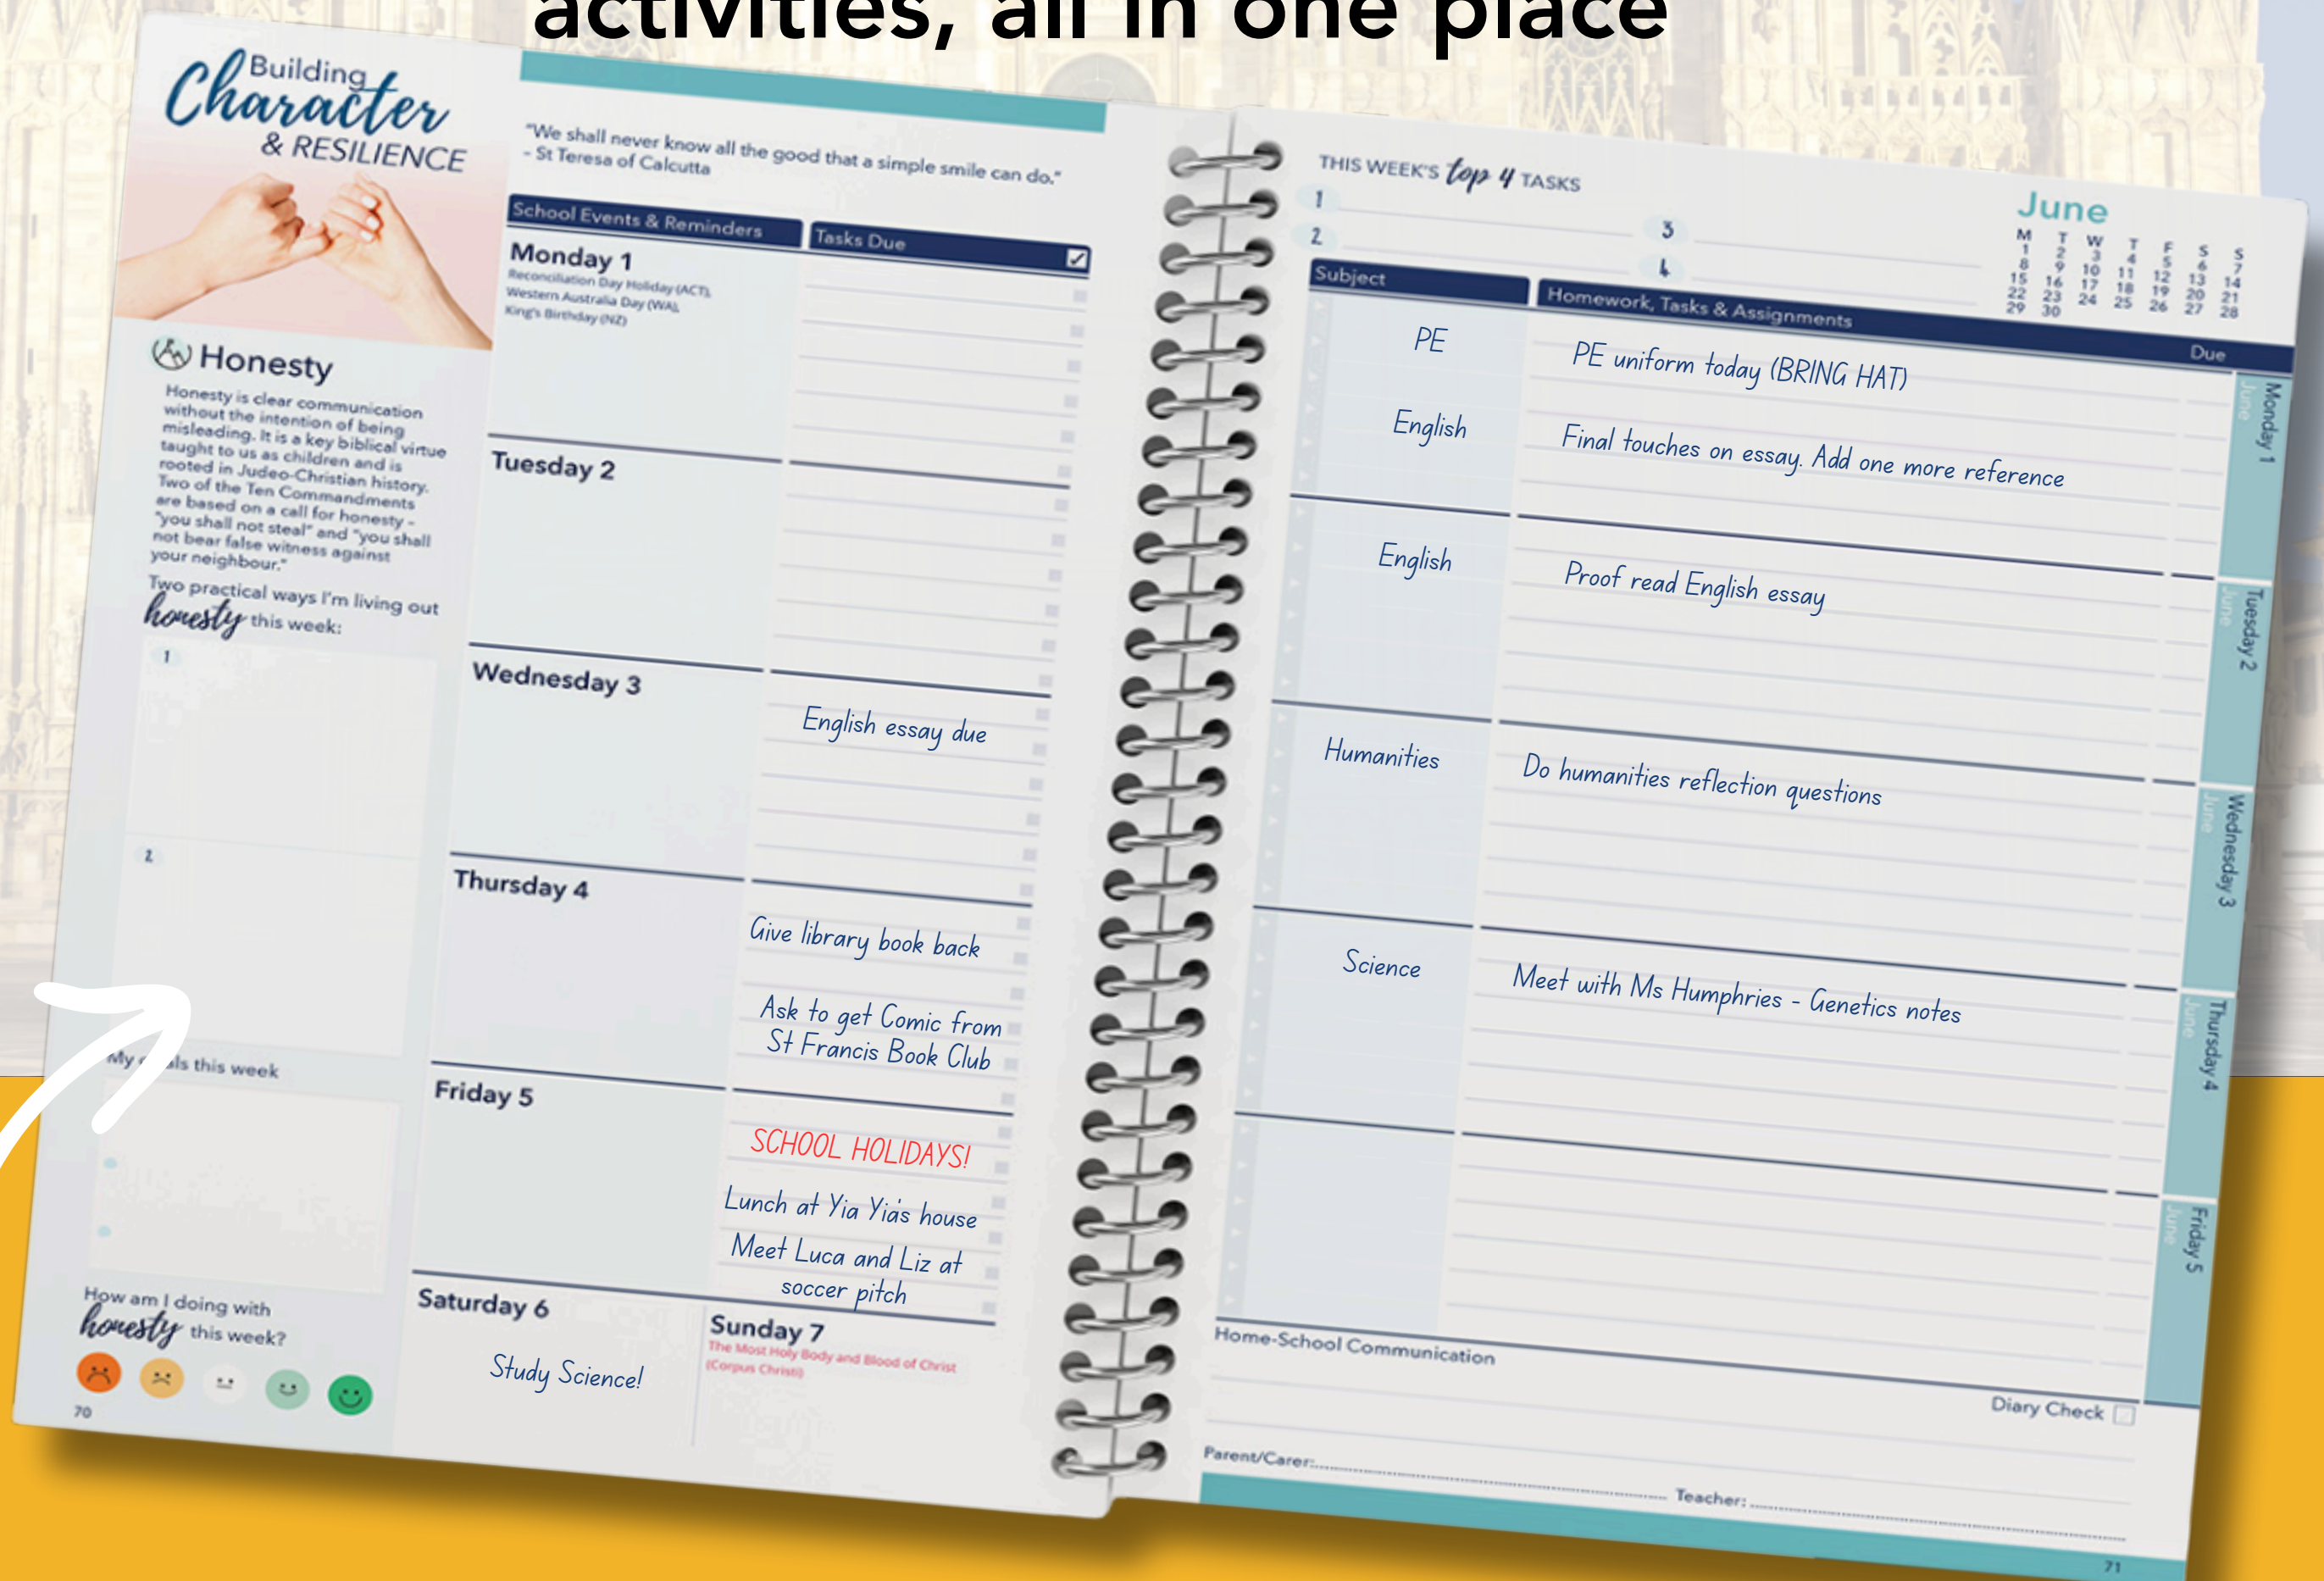 activities, all in one place
Building
Character
& RESILIENCE
Honesty
Honesty is clear communication
without the intention of being
misleading. It is a key biblical virtue
taught to us as children and is
rooted in Judeo-Christian history.
Two of the Ten Commandments
are based on a call for honesty –
"you shall not steal" and "you shall
not bear false witness against
your neighbour."
Two practical ways I'm living out
honesty this week:
1
2
My this week
How am I doing with
honesty this week?
70
"We shall never know all the good that a simple smile can do."
– St Teresa of Calcutta
School Events & Reminders Tasks Due
Monday 1
Reconciliation Day Holiday (ACT),
Western Australia Day (WA),
King's Birthday (NZ)
Tuesday 2
Wednesday 3
English essay due
Thursday 4
Give library book back
Ask to get Comic from
St Francis Book Club
Friday 5
SCHOOL HOLIDAYS!
Lunch at Yia Yia's house
Meet Luca and Liz at
soccer pitch
Saturday 6
Study Science!
Sunday 7
The Most Holy Body and Blood of Christ
(Corpus Christi)
THIS WEEK'S top 4 TASKS
1
2
3
4
June
M T W T F S S
1 2 3 4 5 6 7
8 9 10 11 12 13 14
15 16 17 18 19 20 21
22 23 24 25 26 27 28
29 30
Subject Homework, Tasks & Assignments Due
PE PE uniform today (BRING HAT)
English Final touches on essay. Add one more reference
Monday 1
June
English Proof read English essay
Tuesday 2
June
Humanities Do humanities reflection questions
Wednesday 3
June
Science Meet with Ms Humphries - Genetics notes
Thursday 4
June
Friday 5
June
Home-School Communication
Diary Check
Parent/Carer: Teacher:
71